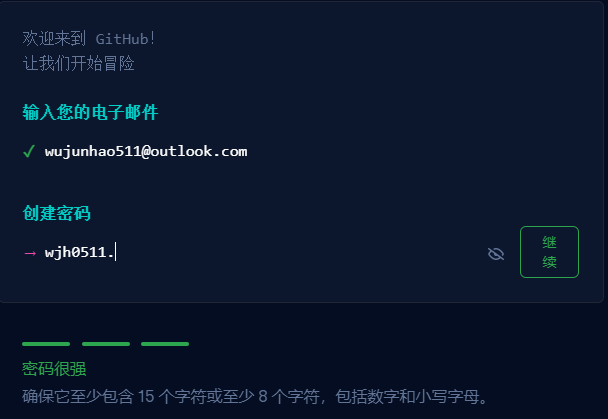 欢迎来到 GitHub!
让我们开始冒险
输入您的电子邮件
✓ wujunhao511@outlook.com
创建密码
→ wjh0511.
继续
密码很强
确保它至少包含 15 个字符或至少 8 个字符，包括数字和小写字母。